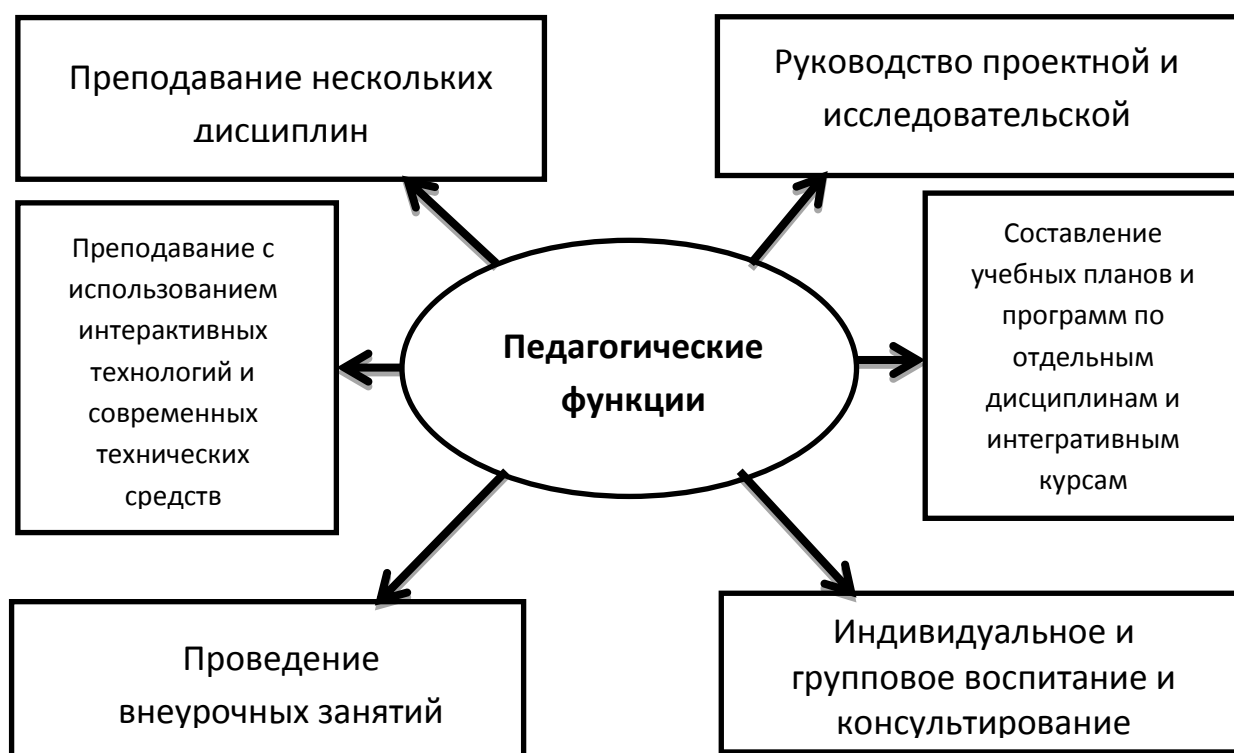 Преподавание нескольких
дисциплин
Руководство проектной и
исследовательской
Преподавание с
использованием
интерактивных
технологий и
современных
технических
средств
Педагогические
функции
Составление
учебных планов и
программ по
отдельным
дисциплинам и
интегративным
курсам
Проведение
внеурочных занятий
Индивидуальное и
групповое воспитание и
консультирование